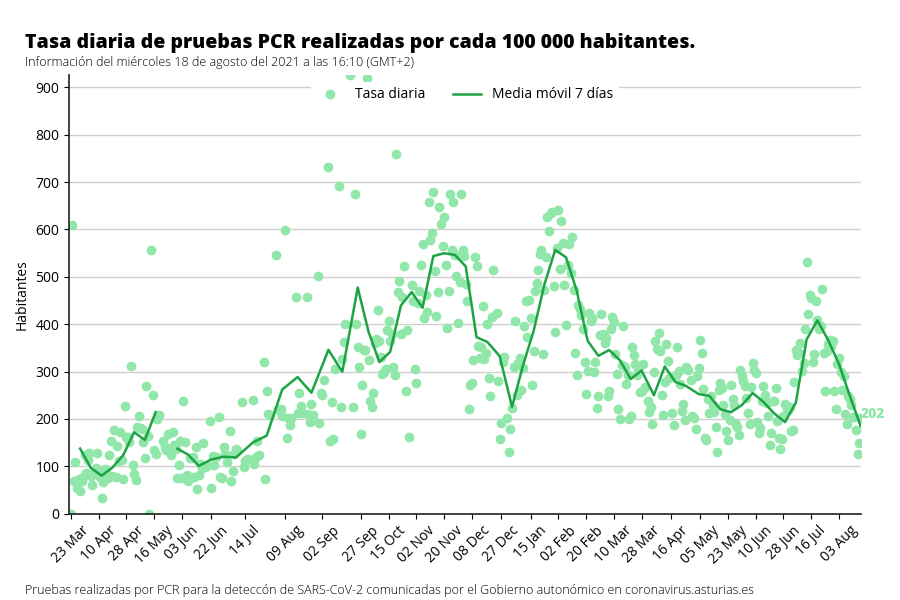 Tasa diaria de pruebas PCR realizadas por cada 100 000 habitantes.
Información del miércoles 18 de agosto del 2021 a las 16:10 (GMT+2)
Tasa diaria
Media móvil 7 días
Habitantes
900
800
700
600
500
400
300
200
100
0
202
23 Mar
10 Apr
28 Apr
16 May
03 Jun
22 Jun
14 Jul
09 Aug
02 Sep
27 Sep
15 Oct
02 Nov
20 Nov
08 Dec
27 Dec
15 Jan
02 Feb
20 Feb
10 Mar
28 Mar
16 Apr
05 May
23 May
10 Jun
28 Jun
16 Jul
03 Aug
Pruebas realizadas por PCR para la detección de SARS-CoV-2 comunicadas por el Gobierno autonómico en coronavirus.asturias.es